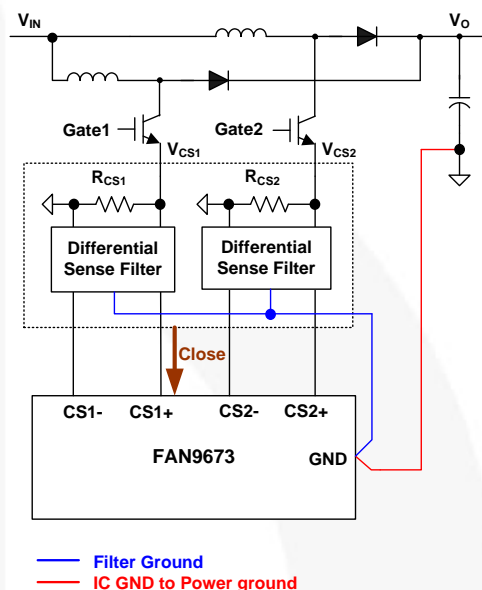 VIN
VO
Gate1
Gate2
VCS1
VCS2
RCS1
RCS2
Differential
Sense Filter
Differential
Sense Filter
Close
CS1-
CS1+
CS2-
CS2+
FAN9673
GND
Filter Ground
IC GND to Power ground